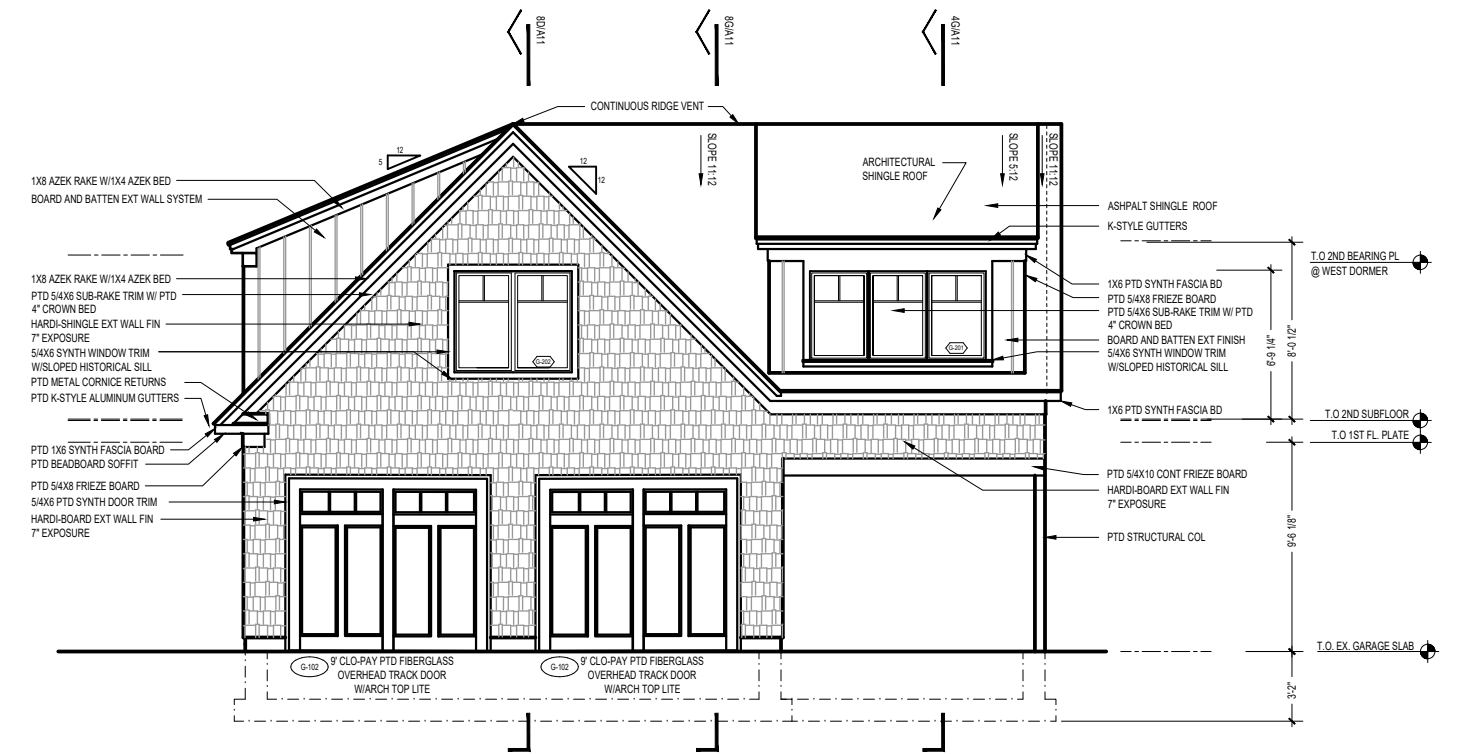 8D/A11
8G/A11
4G/A11
CONTINUOUS RIDGE VENT
12
5
12
12
SLOPE 11:12
SLOPE 5:12
SLOPE 11:12
ARCHITECTURAL
SHINGLE ROOF
1X8 AZEK RAKE W/1X4 AZEK BED
BOARD AND BATTEN EXT WALL SYSTEM
1X8 AZEK RAKE W/1X4 AZEK BED
PTD 5/4X6 SUB-RAKE TRIM W/ PTD
4" CROWN BED
HARDI-SHINGLE EXT WALL FIN
7" EXPOSURE
5/4X6 SYNTH WINDOW TRIM
W/SLOPED HISTORICAL SILL
PTD METAL CORNICE RETURNS
PTD K-STYLE ALUMINUM GUTTERS
PTD 1X6 SYNTH FASCIA BOARD
PTD BEADBOARD SOFFIT
PTD 5/4X8 FRIEZE BOARD
5/4X6 PTD SYNTH DOOR TRIM
HARDI-BOARD EXT WALL FIN
7" EXPOSURE
G-202
G-201
ASHPALT SHINGLE ROOF
K-STYLE GUTTERS
1X6 PTD SYNTH FASCIA BD
PTD 5/4X8 FRIEZE BOARD
PTD 5/4X6 SUB-RAKE TRIM W/ PTD
4" CROWN BED
BOARD AND BATTEN EXT FINISH
5/4X6 SYNTH WINDOW TRIM
W/SLOPED HISTORICAL SILL
1X6 PTD SYNTH FASCIA BD
PTD 5/4X10 CONT FRIEZE BOARD
HARDI-BOARD EXT WALL FIN
7" EXPOSURE
PTD STRUCTURAL COL
6'-9 1/4"
8'-0 1/2"
9'-6 1/8"
3'-2"
T.O 2ND BEARING PL
@ WEST DORMER
T.O 2ND SUBFLOOR
T.O 1ST FL. PLATE
T.O. EX. GARAGE SLAB
G-102
9' CLO-PAY PTD FIBERGLASS
OVERHEAD TRACK DOOR
W/ARCH TOP LITE
G-102
9' CLO-PAY PTD FIBERGLASS
OVERHEAD TRACK DOOR
W/ARCH TOP LITE